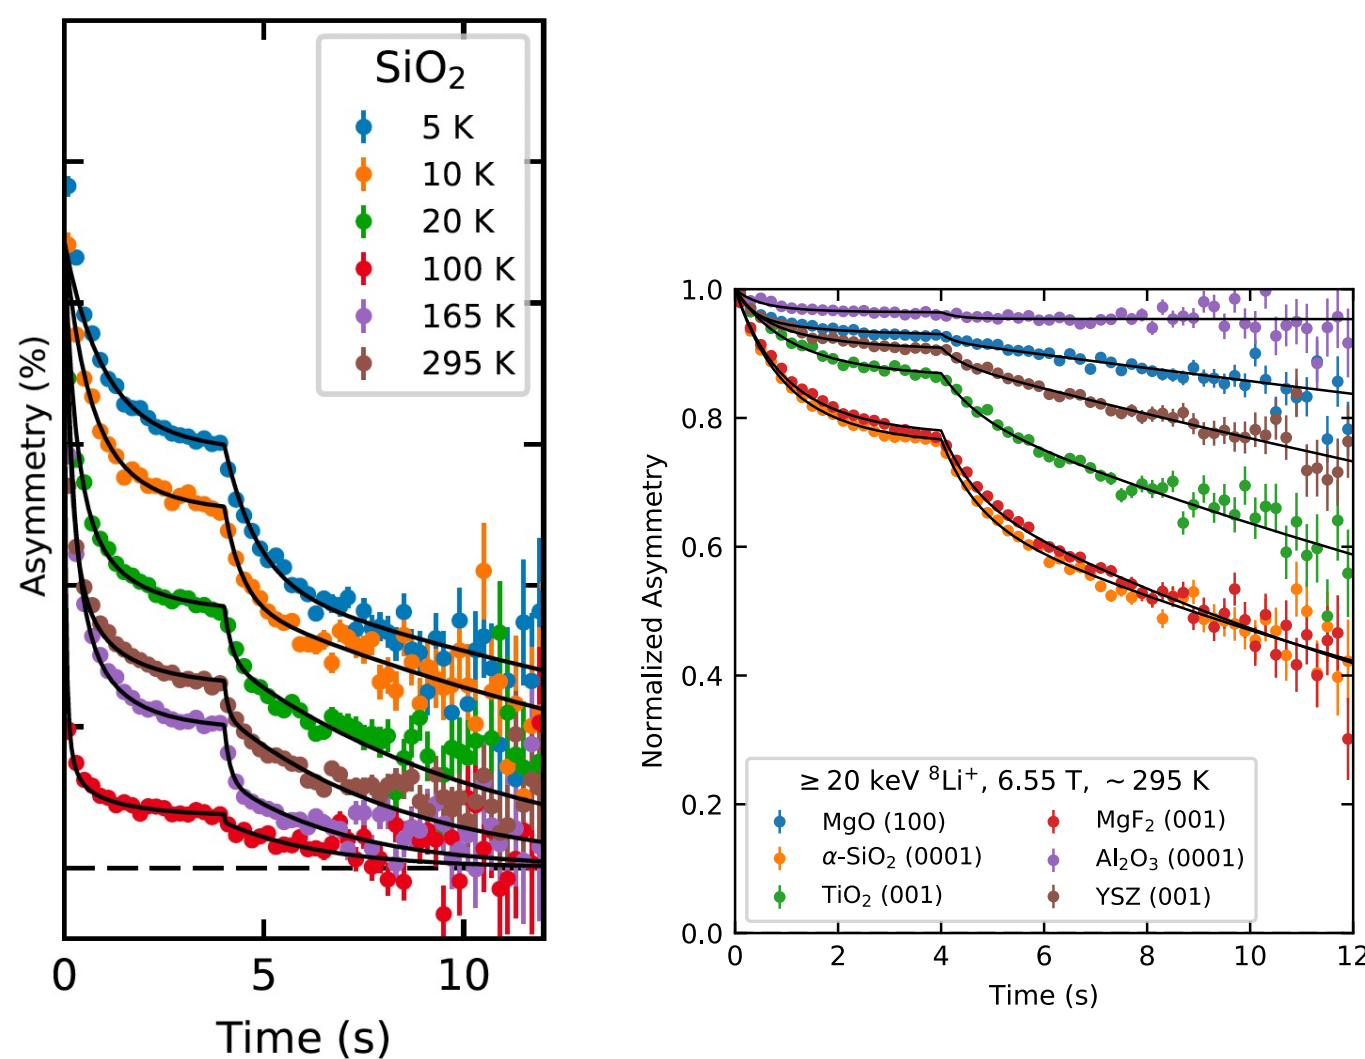 SiO₂
5 K
10 K
20 K
100 K
165 K
295 K
Asymmetry (%)
0 5 10
Time (s)
1.0
0.8
0.6
0.4
0.2
0.0
Normalized Asymmetry
≥ 20 keV ⁸Li⁺, 6.55 T, ∼ 295 K
MgO (100) MgF₂ (001)
α-SiO₂ (0001) Al₂O₃ (0001)
TiO₂ (001) YSZ (001)
0 2 4 6 8 10 12
Time (s)